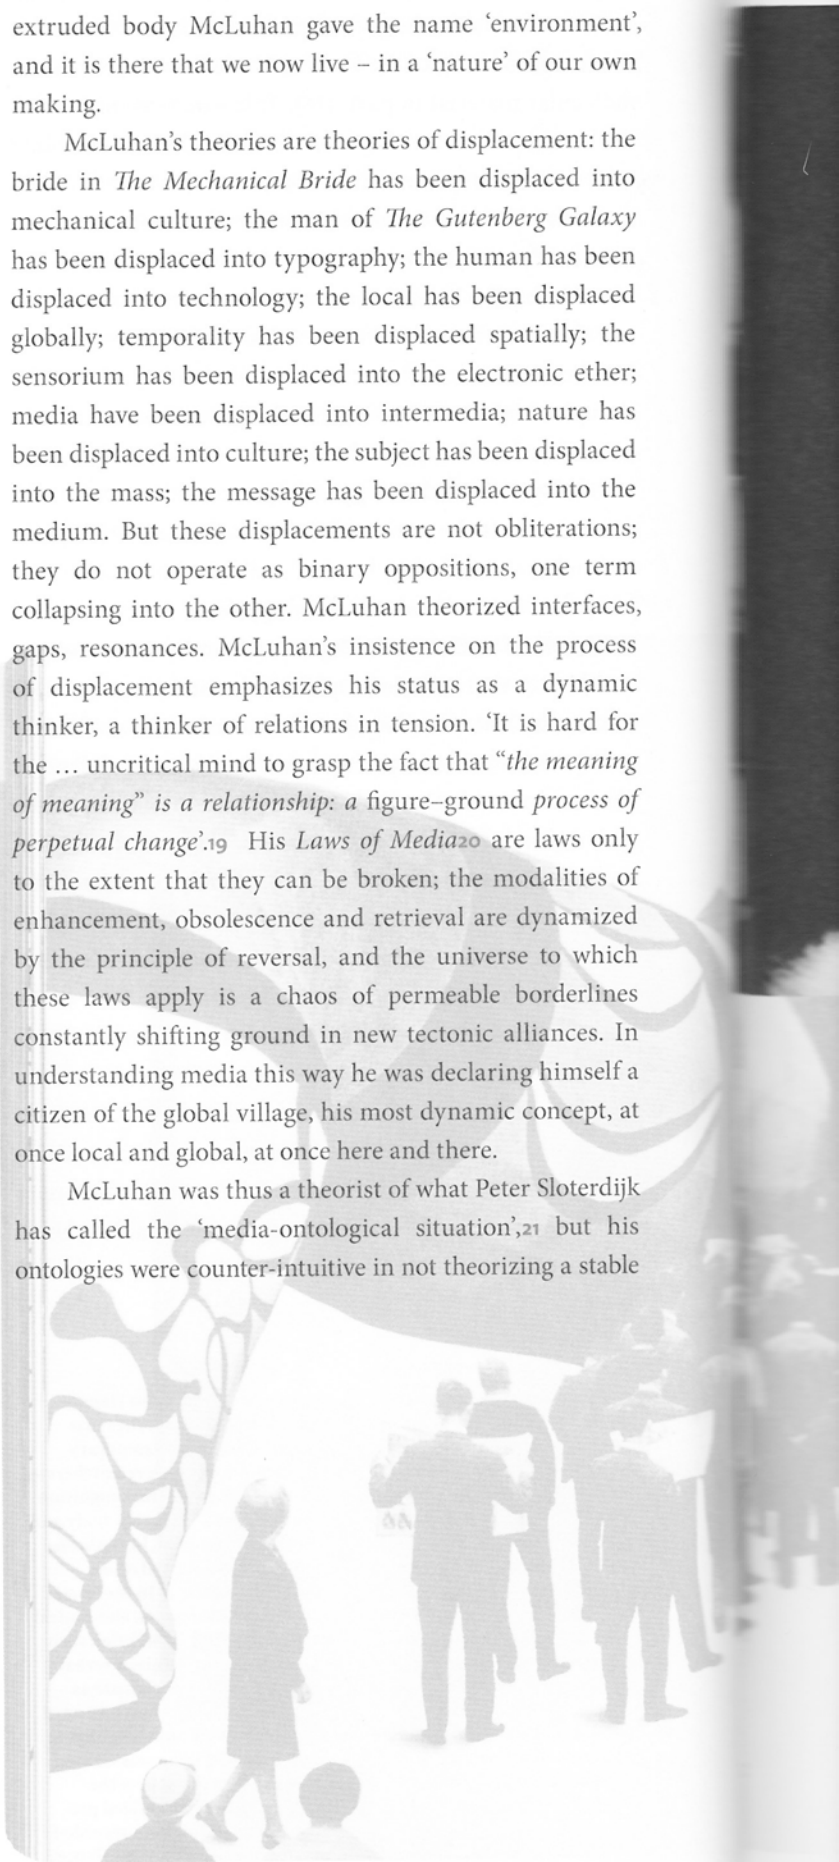 extruded body McLuhan gave the name ‘environment’,
and it is there that we now live – in a ‘nature’ of our own
making.
McLuhan’s theories are theories of displacement: the
bride in The Mechanical Bride has been displaced into
mechanical culture; the man of The Gutenberg Galaxy
has been displaced into typography; the human has been
displaced into technology; the local has been displaced
globally; temporality has been displaced spatially; the
sensorium has been displaced into the electronic ether;
media have been displaced into intermedia; nature has
been displaced into culture; the subject has been displaced
into the mass; the message has been displaced into the
medium. But these displacements are not obliterations;
they do not operate as binary oppositions, one term
collapsing into the other. McLuhan theorized interfaces,
gaps, resonances. McLuhan’s insistence on the process
of displacement emphasizes his status as a dynamic
thinker, a thinker of relations in tension. ‘It is hard for
the … uncritical mind to grasp the fact that “the meaning
of meaning” is a relationship: a figure–ground process of
perpetual change’.19 His Laws of Media20 are laws only
to the extent that they can be broken; the modalities of
enhancement, obsolescence and retrieval are dynamized
by the principle of reversal, and the universe to which
these laws apply is a chaos of permeable borderlines
constantly shifting ground in new tectonic alliances. In
understanding media this way he was declaring himself a
citizen of the global village, his most dynamic concept, at
once local and global, at once here and there.
McLuhan was thus a theorist of what Peter Sloterdijk
has called the ‘media-ontological situation’,21 but his
ontologies were counter-intuitive in not theorizing a stable